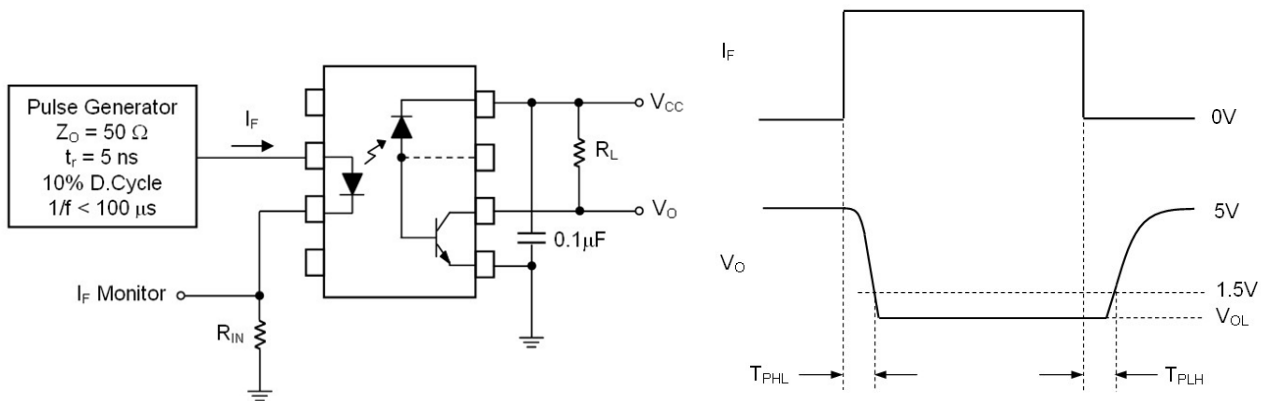 Pulse Generator
Z_O = 50 Ω
t_r = 5 ns
10% D.Cycle
1/f < 100 μs
I_F
I_F Monitor
R_IN
V_CC
R_L
V_O
0.1μF
I_F
0V
5V
V_O
1.5V
V_OL
T_PHL
T_PLH